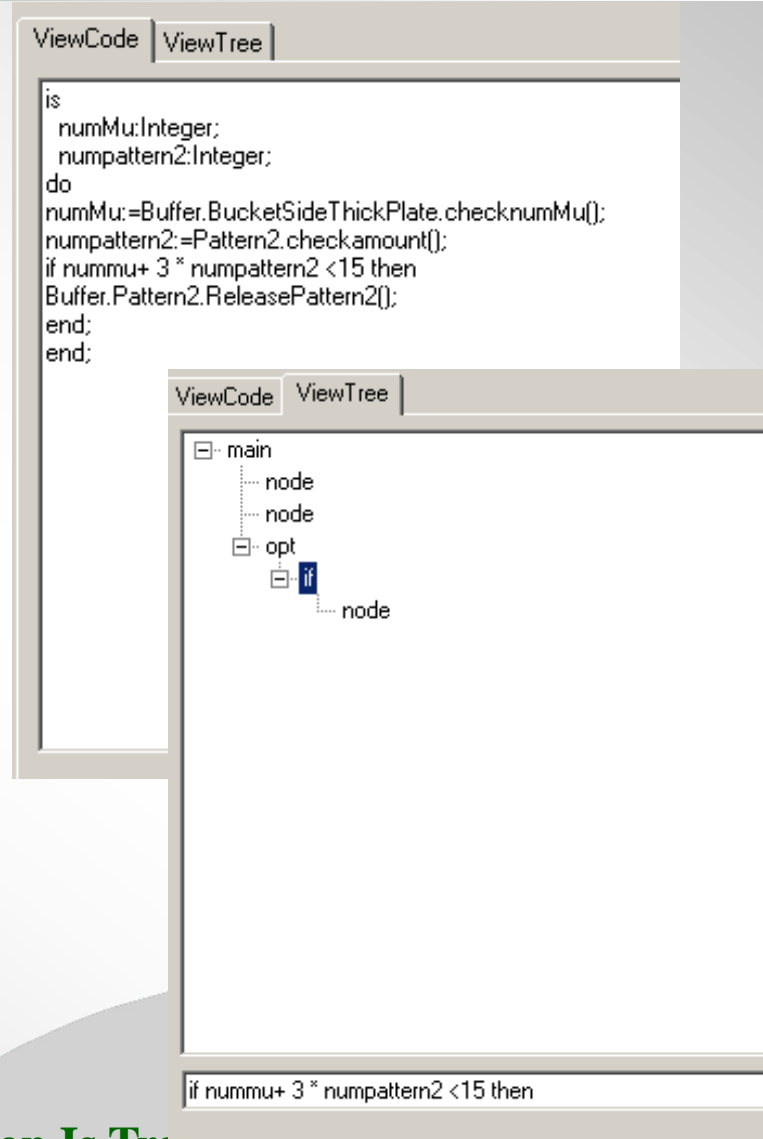 ViewCode ViewTree
is
numMu:Integer;
numpattern2:Integer;
do
numMu:=Buffer.BucketSideThickPlate.checknumMu();
numpattern2:=Pattern2.checkamount();
if nummu+ 3 * numpattern2 <15 then
Buffer.Pattern2.ReleasePattern2();
end;
end;
ViewCode ViewTree
main
node
node
opt
if
node
if nummu+ 3 * numpattern2 <15 then
Is